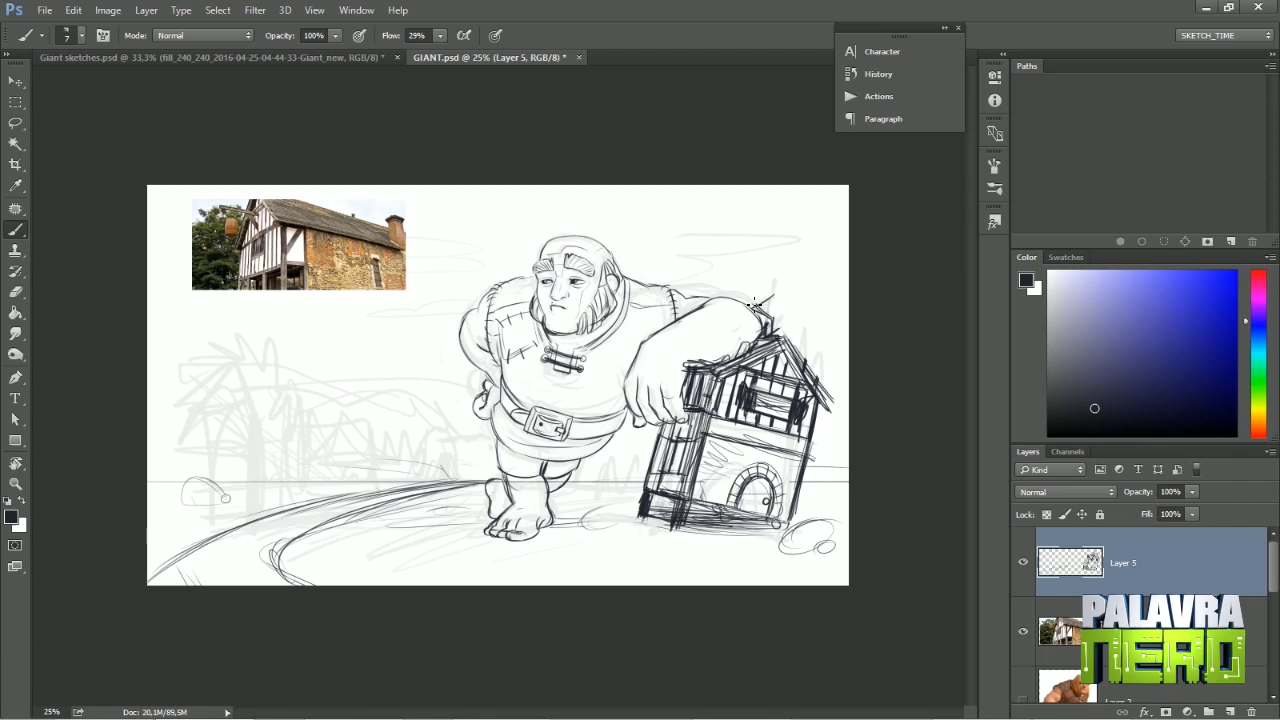 Ps File Edit Image Layer Type Select Filter 3D View Window Help
7 Mode: Normal Opacity: 100% Flow: 29% SKETCH_TIME
Giant sketches.psd @ 33,3% (fill_240_240_2016-04-25-04-44-33-Giant_new, RGB/8) * × GIANT.psd @ 25% (Layer 5, RGB/8) * ×
Character
History
Actions
Paragraph
Paths
Color Swatches
Layers Channels
Kind
Normal Opacity: 100%
Lock: Fill: 100%
Layer 5
PALAVRA
NERD
25% Doc: 20,1M/89,5M